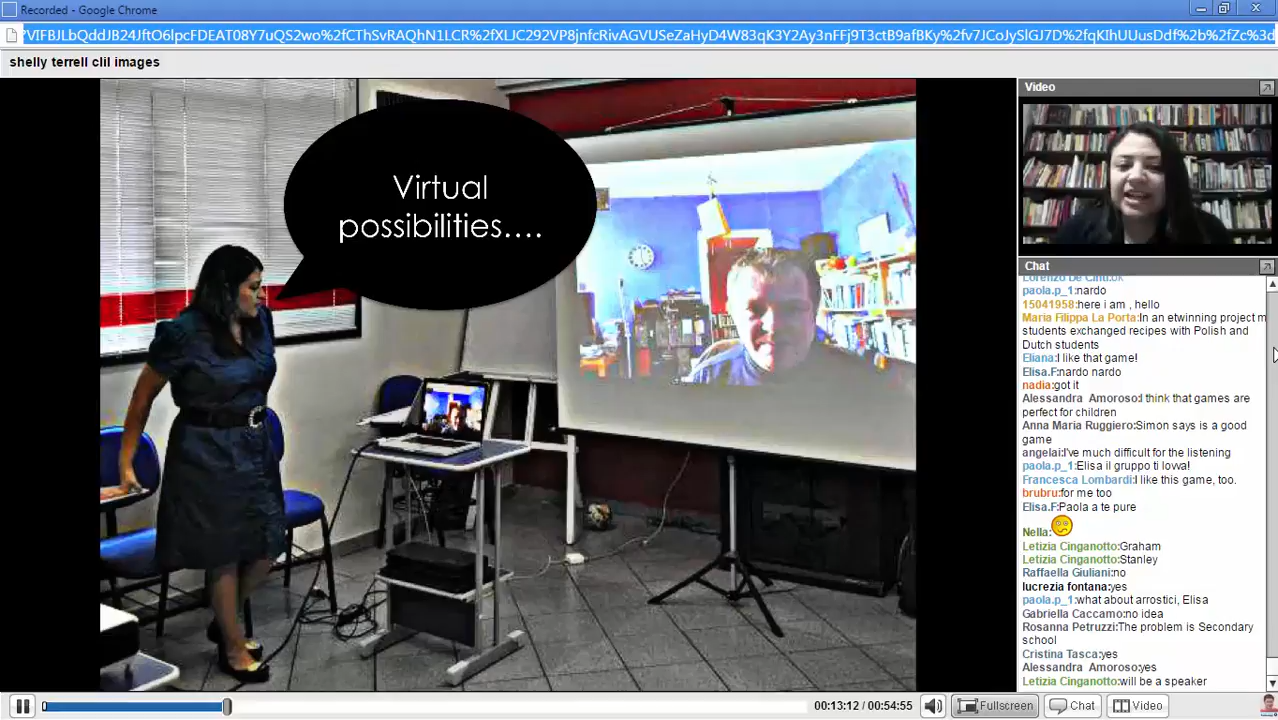 Recorded - Google Chrome
shelly terrell clil images
Virtual
possibilities....
Video
Chat
Lorenzo De Cinti:ok
paola.p_1:nardo
15041958:here i am , hello
Maria Filippa La Porta:In an etwinning project m
students exchanged recipes with Polish and
Dutch students
Eliana:I like that game!
Elisa.F:nardo nardo
nadia:got it
Alessandra Amoroso:I think that games are
perfect for children
Anna Maria Ruggiero:Simon says is a good
game
angelai:I've much difficult for the listening
paola.p_1:Elisa il gruppo ti lowa!
Francesca Lombardi:I like this game, too.
brubru:for me too
Elisa.F:Paola a te pure
Nella:
Letizia Cinganotto:Graham
Letizia Cinganotto:Stanley
Raffaella Giuliani:no
lucrezia fontana:yes
paola.p_1:what about arrostici, Elisa
Gabriella Caccamo:no idea
Rosanna Petruzzi:The problem is Secondary
school
Cristina Tasca:yes
Alessandra Amoroso:yes
Letizia Cinganotto:will be a speaker
00:13:12 / 00:54:55
Fullscreen
Chat
Video